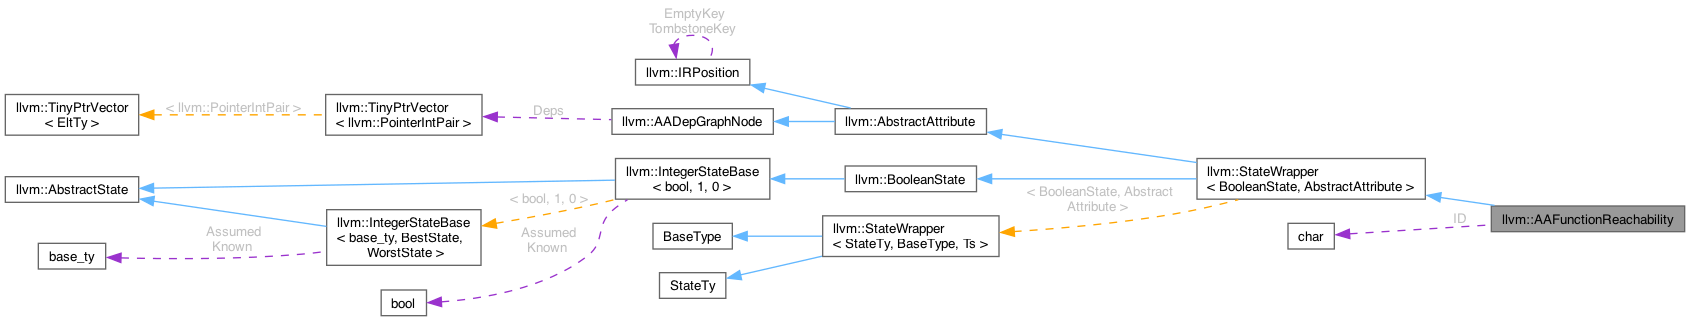 EmptyKey
TombstoneKey
llvm::IRPosition
llvm::TinyPtrVector
< EltTy >
< llvm::PointerIntPair >
llvm::TinyPtrVector
< llvm::PointerIntPair >
Deps
llvm::AADepGraphNode
llvm::AbstractAttribute
llvm::AbstractState
llvm::IntegerStateBase
< bool, 1, 0 >
llvm::BooleanState
llvm::StateWrapper
< BooleanState, AbstractAttribute >
< BooleanState, Abstract
Attribute >
< bool, 1, 0 >
llvm::IntegerStateBase
< base_ty, BestState,
WorstState >
Assumed
Known
Assumed
Known
base_ty
bool
BaseType
StateTy
llvm::StateWrapper
< StateTy, BaseType, Ts >
char
ID
llvm::AAFunctionReachability